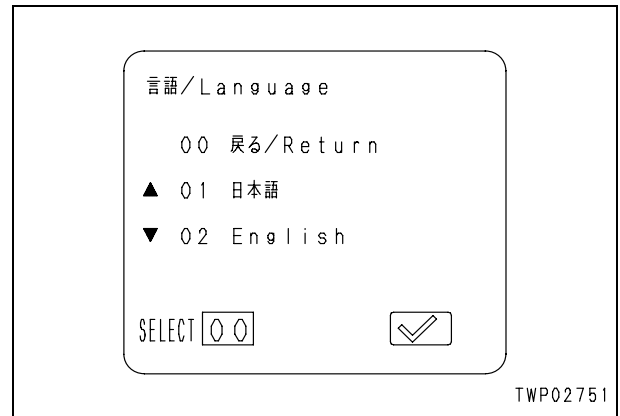 言語/Language
00 戻る/Return
▲ 01 日本語
▼ 02 English
SELECT 00
TWP02751